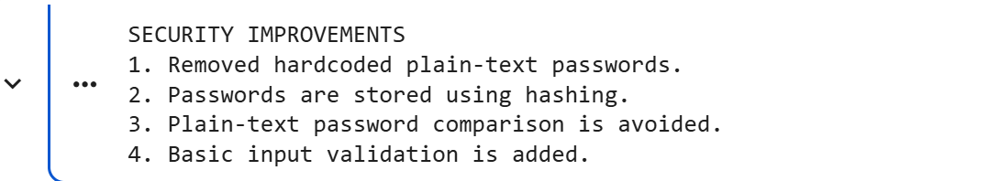 SECURITY IMPROVEMENTS
1. Removed hardcoded plain-text passwords.
2. Passwords are stored using hashing.
3. Plain-text password comparison is avoided.
4. Basic input validation is added.